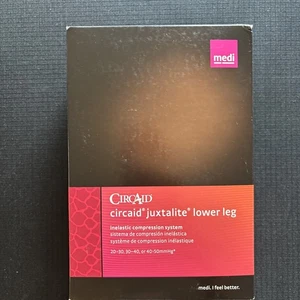 medi
CIRCAID
circaid® juxtalite® lower leg
inelastic compression system
sistema de compresión inelástica
système de compression inélastique
20-30, 30-40, or 40-50mmHg*
medi. I feel better.